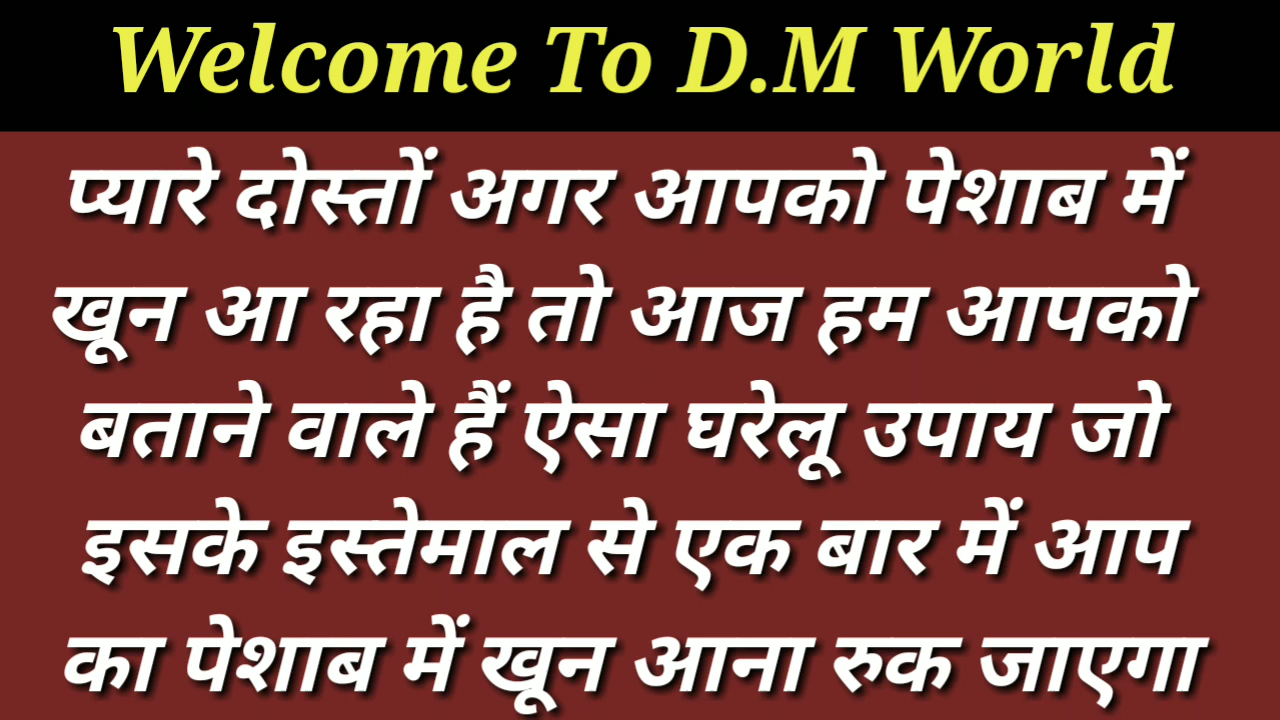 Welcome To D.M World
प्यारे दोस्तों अगर आपको पेशाब में
खून आ रहा है तो आज हम आपको
बताने वाले हैं ऐसा घरेलू उपाय जो
इसके इस्तेमाल से एक बार में आप
का पेशाब में खून आना रुक जाएगा